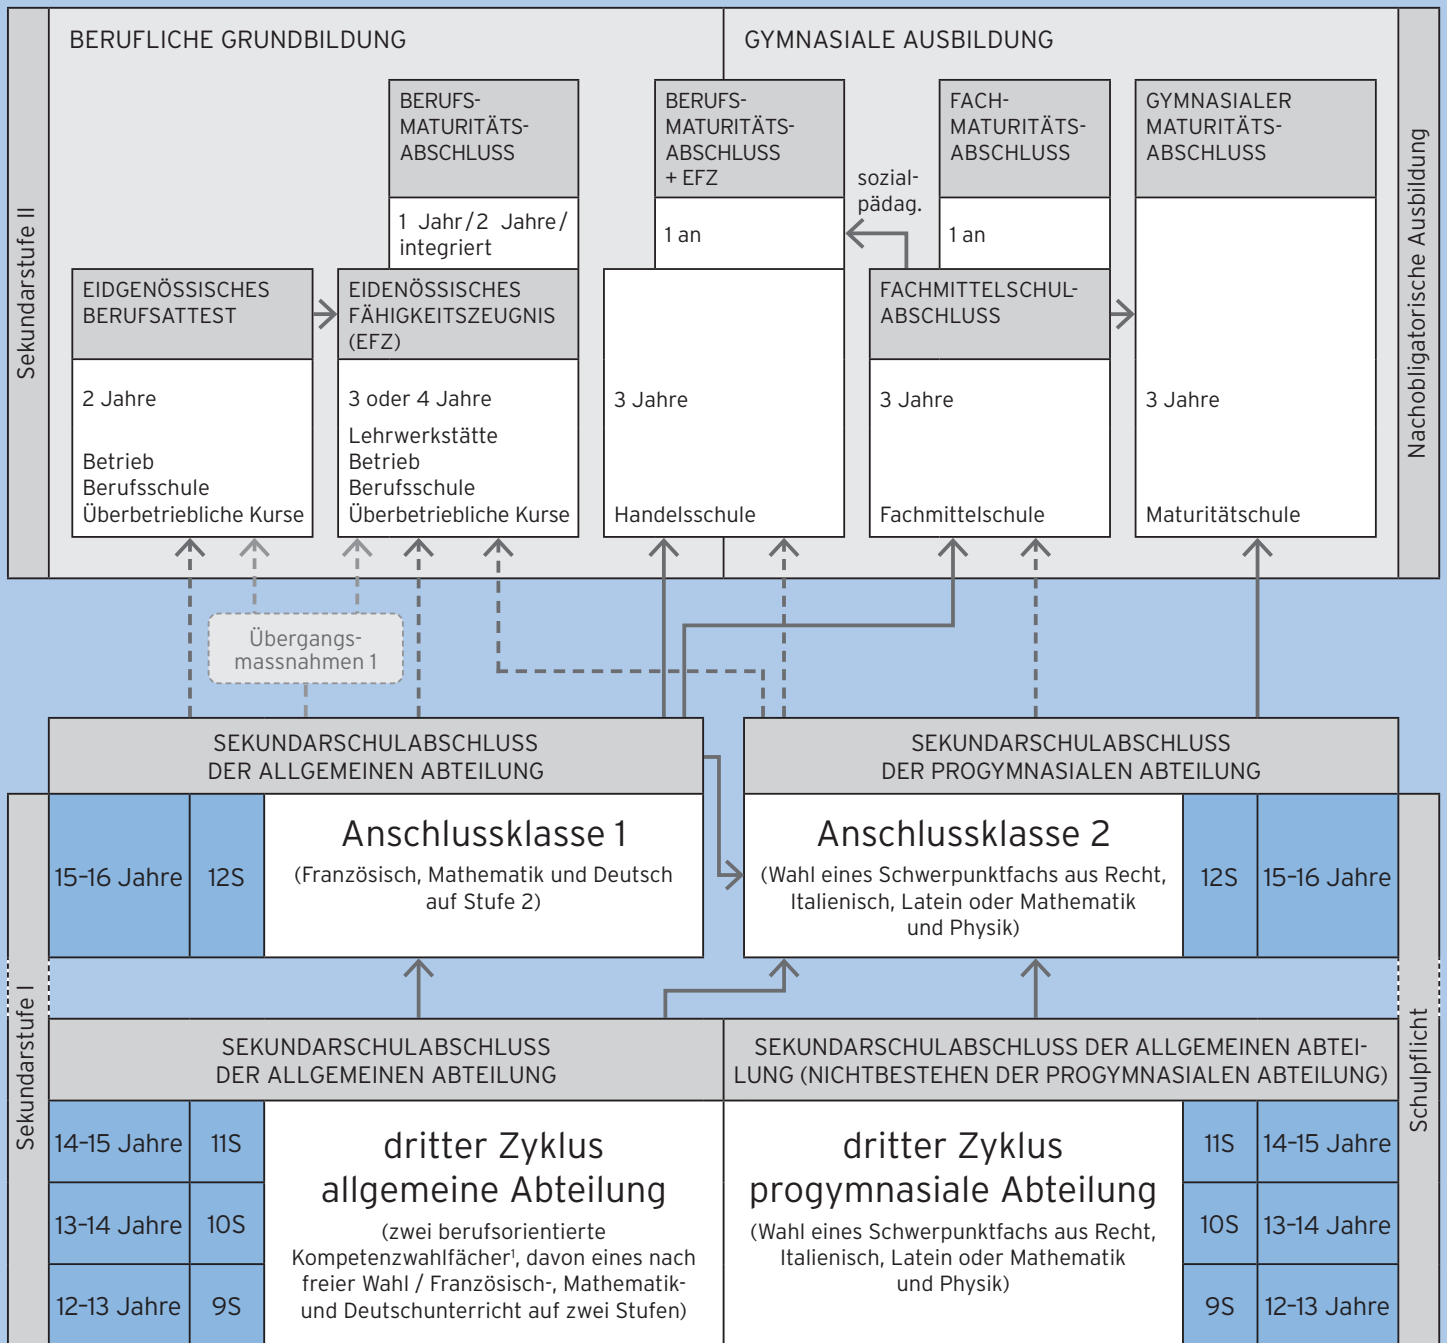 BERUFLICHE GRUNDBILDUNG
GYMNASIALE AUSBILDUNG
Sekundarstufe II
Nachobligatorische Ausbildung
BERUFS-
MATURITÄTS-
ABSCHLUSS
1 Jahr/2 Jahre/
integriert
BERUFS-
MATURITÄTS-
ABSCHLUSS
+ EFZ
1 an
sozial-
pädag.
FACH-
MATURITÄTS-
ABSCHLUSS
1 an
GYMNASIALER
MATURITÄTS-
ABSCHLUSS
EIDGENÖSSISCHES
BERUFSATTEST
2 Jahre
Betrieb
Berufsschule
Überbetriebliche Kurse
EIDENÖSSISCHES
FÄHIGKEITSZEUGNIS
(EFZ)
3 oder 4 Jahre
Lehrwerkstätte
Betrieb
Berufsschule
Überbetriebliche Kurse
3 Jahre
Handelsschule
FACHMITTELSCHUL-
ABSCHLUSS
3 Jahre
Fachmittelschule
3 Jahre
Maturitätschule
Übergangs-
massnahmen 1
SEKUNDARSCHULABSCHLUSS
DER ALLGEMEINEN ABTEILUNG
SEKUNDARSCHULABSCHLUSS
DER PROGYMNASIALEN ABTEILUNG
Sekundarstufe I
Schulpflicht
15-16 Jahre
12S
Anschlussklasse 1
(Französisch, Mathematik und Deutsch
auf Stufe 2)
Anschlussklasse 2
(Wahl eines Schwerpunktfachs aus Recht,
Italienisch, Latein oder Mathematik
und Physik)
12S
15-16 Jahre
SEKUNDARSCHULABSCHLUSS
DER ALLGEMEINEN ABTEILUNG
SEKUNDARSCHULABSCHLUSS DER ALLGEMEINEN ABTEI-
LUNG (NICHTBESTEHEN DER PROGYMNASIALEN ABTEILUNG)
14-15 Jahre
11S
13-14 Jahre
10S
12-13 Jahre
9S
dritter Zyklus
allgemeine Abteilung
(zwei berufsorientierte
Kompetenzwahlfächer¹, davon eines nach
freier Wahl / Französisch-, Mathematik-
und Deutschunterricht auf zwei Stufen)
dritter Zyklus
progymnasiale Abteilung
(Wahl eines Schwerpunktfachs aus Recht,
Italienisch, Latein oder Mathematik
und Physik)
11S
14-15 Jahre
10S
13-14 Jahre
9S
12-13 Jahre